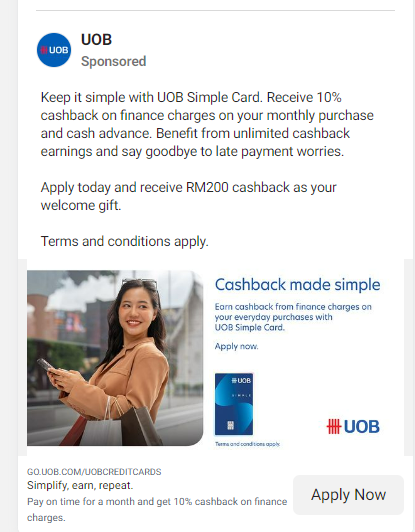 UOB
UOB
Sponsored
Keep it simple with UOB Simple Card. Receive 10%
cashback on finance charges on your monthly purchase
and cash advance. Benefit from unlimited cashback
earnings and say goodbye to late payment worries.
Apply today and receive RM200 cashback as your
welcome gift.
Terms and conditions apply.
Cashback made simple
Earn cashback from finance charges on
your everyday purchases with
UOB Simple Card.
Apply now.
UOB
SIMPLE
UOB
Terms and conditions apply.
GO.UOB.COM/UOBCREDITCARDS
Simplify, earn, repeat.
Pay on time for a month and get 10% cashback on finance
charges.
Apply Now